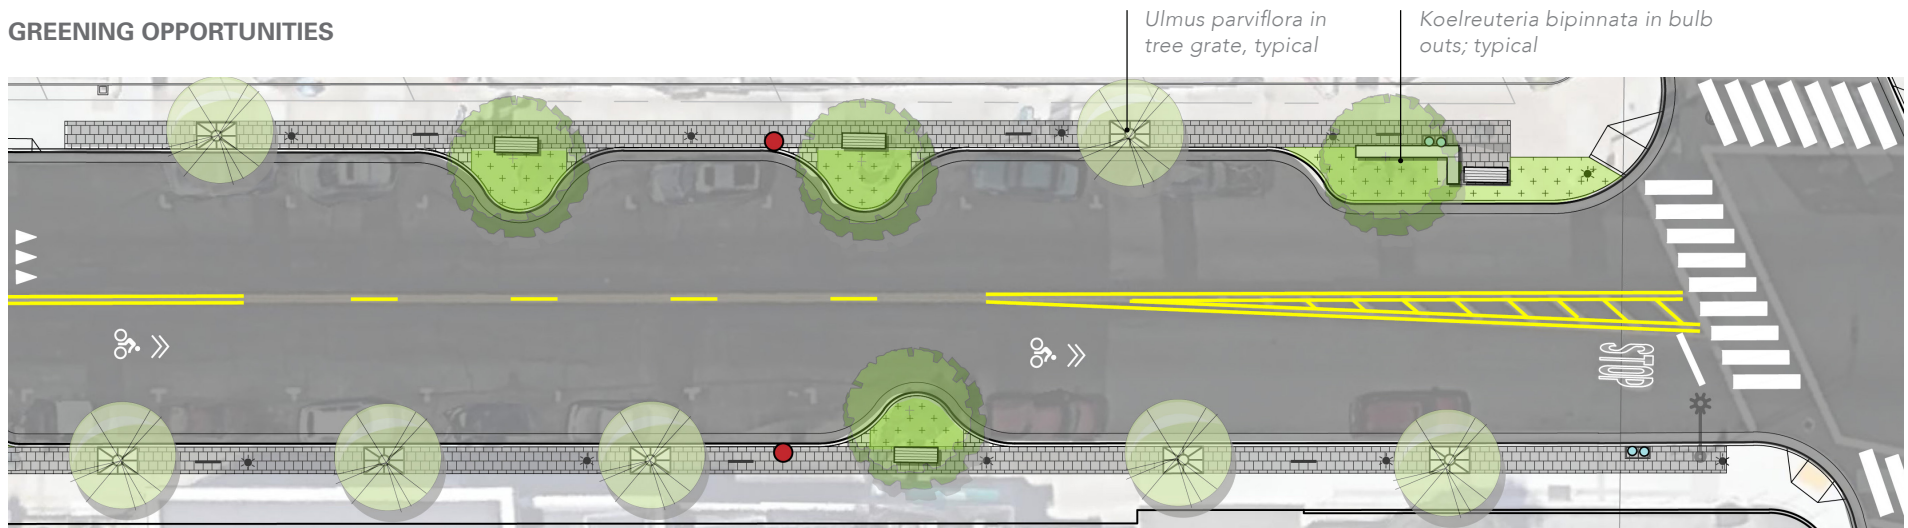 GREENING OPPORTUNITIES
Ulmus parviflora in
tree grate, typical
Koelreuteria bipinnata in bulb
outs; typical
STOP